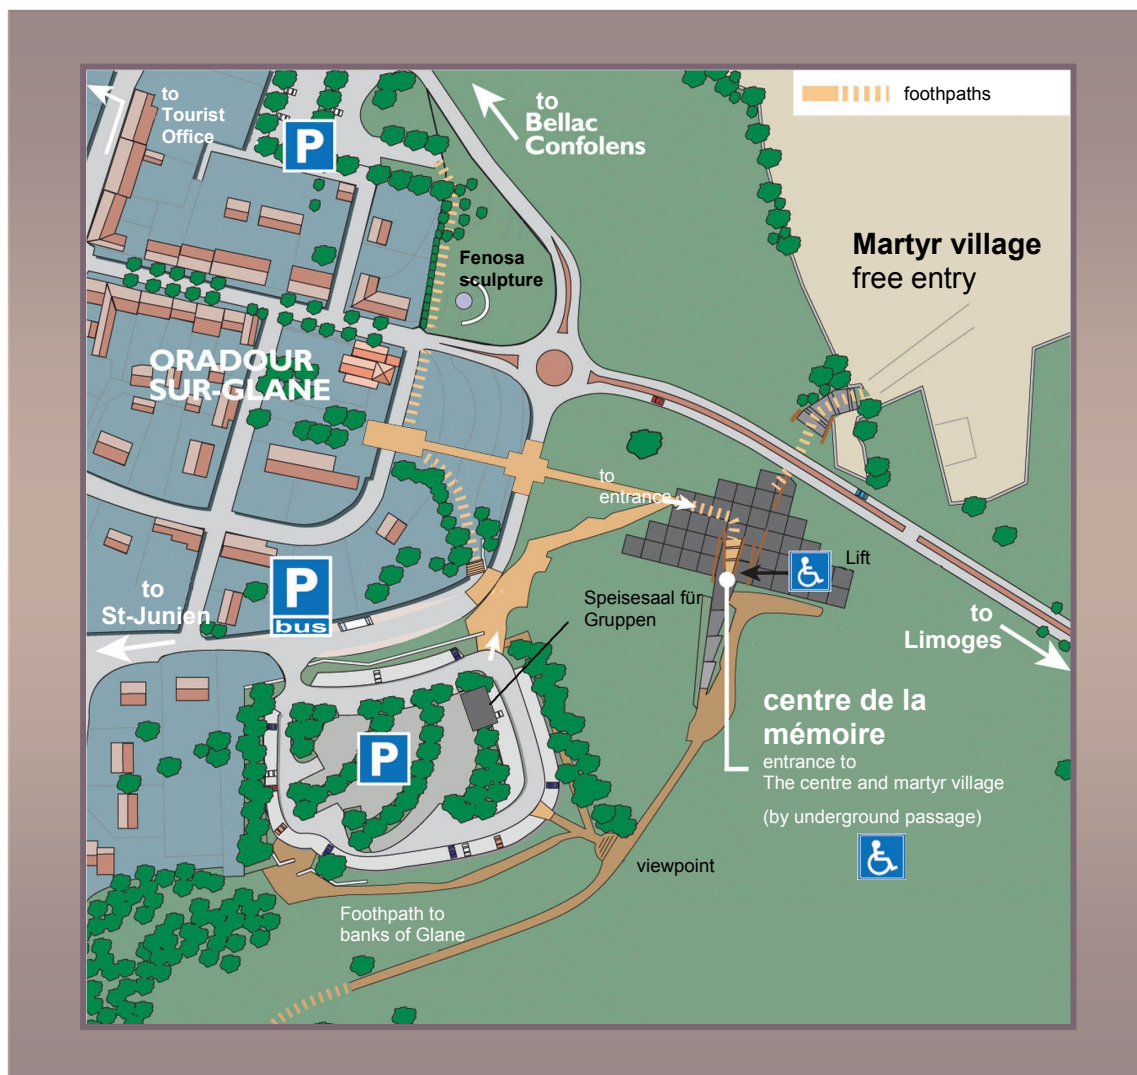 to
Tourist
Office
P
to
Bellac
Confolens
foothpaths
Martyr village
free entry
Fenosa
sculpture
ORADOUR
SUR-GLANE
to
entrance
Lift
to
St-Junien
P
bus
Speisesaal für
Gruppen
to
Limoges
centre de la
mémoire
entrance to
The centre and martyr village
(by underground passage)
P
viewpoint
Foothpath to
banks of Glane